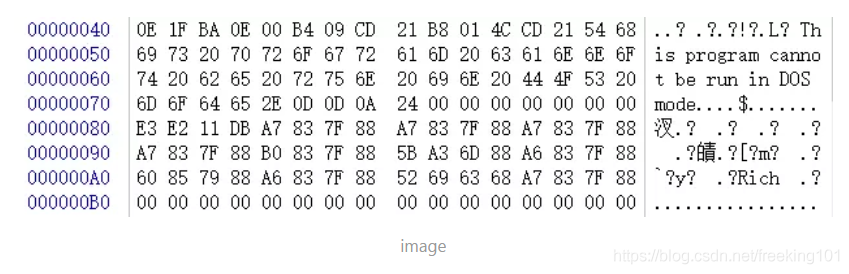 00000040 0E 1F BA 0E 00 B4 09 CD 21 B8 01 4C CD 21 54 68 ..? .?.?!?.L? Th
00000050 69 73 20 70 72 6F 67 72 61 6D 20 63 61 6E 6E 6F is program canno
00000060 74 20 62 65 20 72 75 6E 20 69 6E 20 44 4F 53 20 t be run in DOS
00000070 6D 6F 64 65 2E 0D 0D 0A 24 00 00 00 00 00 00 00 mode....$.......
00000080 E3 E2 11 DB A7 83 7F 88 A7 83 7F 88 A7 83 7F 88 .? .? .? .?
00000090 A7 83 7F 88 B0 83 7F 88 5B A3 6D 88 A6 83 7F 88 .?皟.?[?m? .?
000000A0 60 85 79 88 A6 83 7F 88 52 69 63 68 A7 83 7F 88 `?y? .?Rich .?
000000B0 00 00 00 00 00 00 00 00 00 00 00 00 00 00 00 00 ................
image
https://blog.csdn.net/freeking101